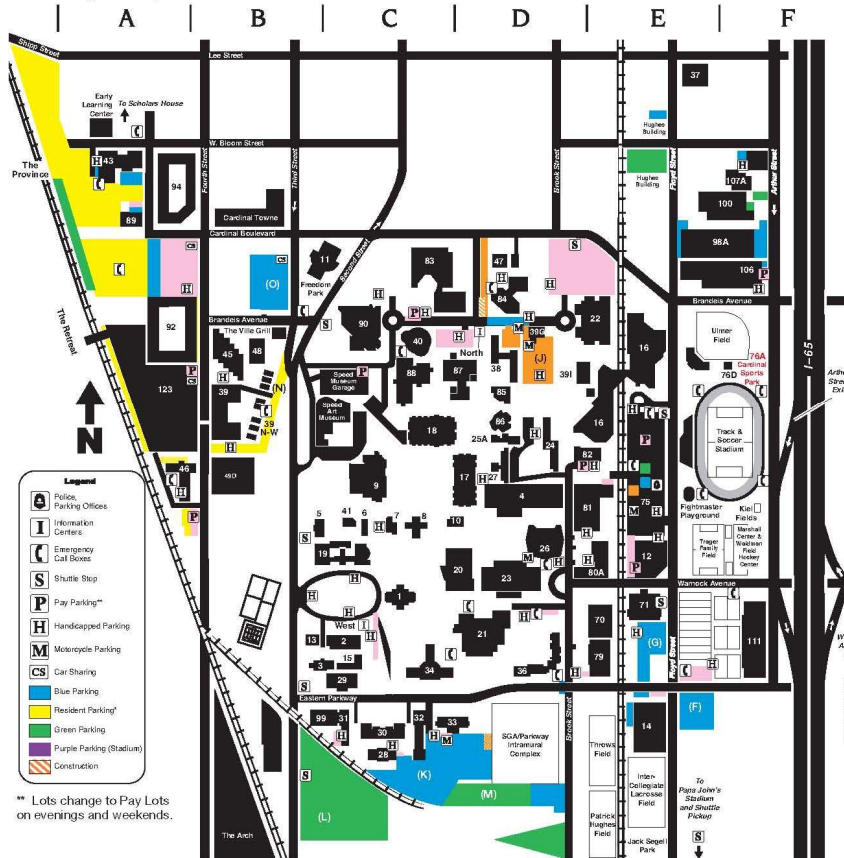 A B C D E F
Shipp Street
Lee Street
37
Early
Learning
Center
To Scholars House
Hughes
Building
W. Bloom Street
The
Province
43
94
Fourth Street
Third Street
Brook Street
Hughes
Building
Floyd Street
Arthur Street
H
107A
100
89
Cardinal Towne
Cardinal Boulevard
98A
CS
(O)
CS
11
Freedom
Park
Second Street
83
47
S
106
P
H
84
Brandeis Avenue
Brandeis Avenue
The Retreat
92
The Ville Grill
S
90
P H
40
H
I
North
M
39G
M
22
16
Ulmer
Field
I-65
45
48
123
P
CS
39
(N)
39
N-W
Speed
Museum
Garage
P
Speed
Art
Museum
88
87
38
(J)
H
39I
85
76D
76A
Cardinal
Sports
Park
N
18
86
25A
24
16
Track &
Soccer
Stadium
46
49D
9
17
27
82
P H
4
75
M
H
Fightmaster
Playground
Kiel
Fields
Legend
Police,
Parking Offices
I Information
Centers
Emergency
Call Boxes
S Shuttle Stop
P Pay Parking**
H Handicapped Parking
M Motorcycle Parking
CS Car Sharing
Blue Parking
Resident Parking*
Green Parking
Purple Parking (Stadium)
Construction
** Lots change to Pay Lots
on evenings and weekends.
5
41
6
7
8
10
19
26
81
80A
12
P
Trager
Family
Field
Marshall
Center &
Waldman
Field
Hockey
Center
20
23
Warnock Avenue
1
West
I
13
2
15
3
29
21
34
36
70
79
71
S
(G)
Floyd Street
111
Eastern Parkway
99
31
30
28
32
33
(K)
(L)
(M)
SGA/Parkway
Intramural
Complex
Brook Street
Throws
Field
14
(F)
Inter-
Collegiate
Lacrosse
Field
To
Papa John's
Stadium
and Shuttle
Pickup
S
Patrick
Hughes
Field
Jack Segell
Park
The Arch